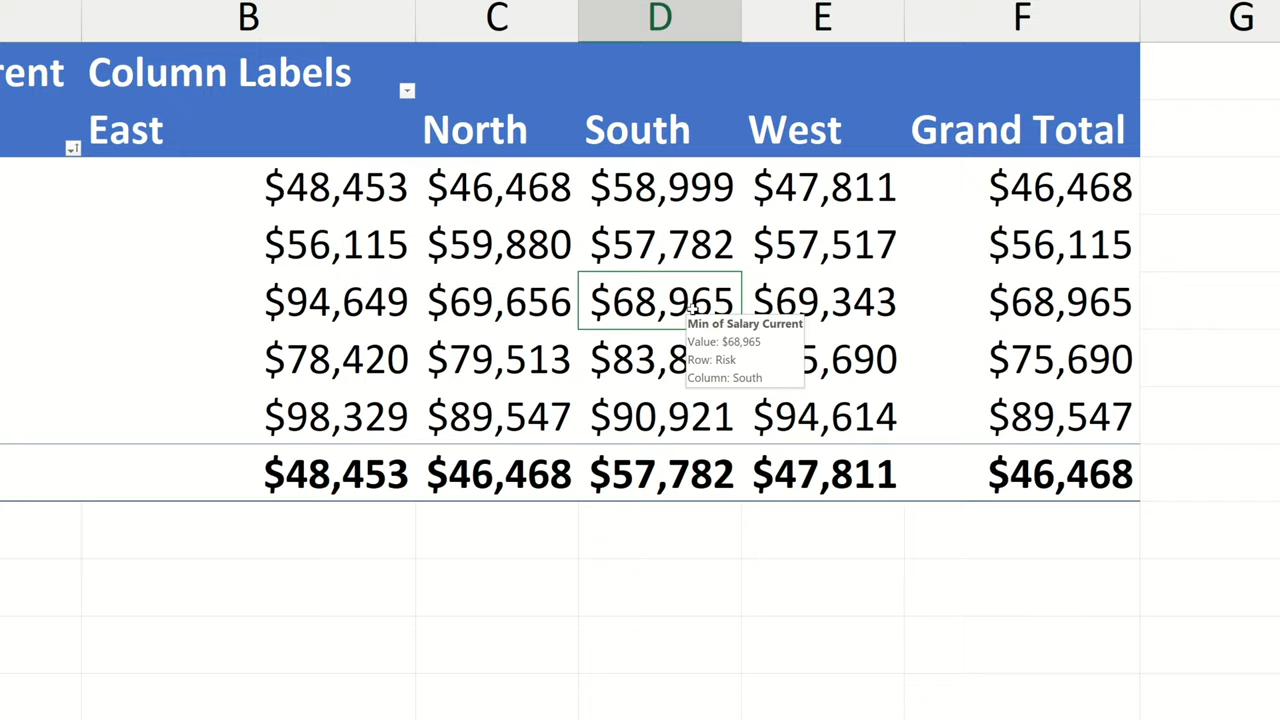 B C D E F G
rent Column Labels
East North South West Grand Total
$48,453 $46,468 $58,999 $47,811 $46,468
$56,115 $59,880 $57,782 $57,517 $56,115
$94,649 $69,656 $68,965 $69,343 $68,965
Min of Salary Current
Value: $68,965
Row: Risk
Column: South
$78,420 $79,513 $83,8 5,690 $75,690
$98,329 $89,547 $90,921 $94,614 $89,547
$48,453 $46,468 $57,782 $47,811 $46,468